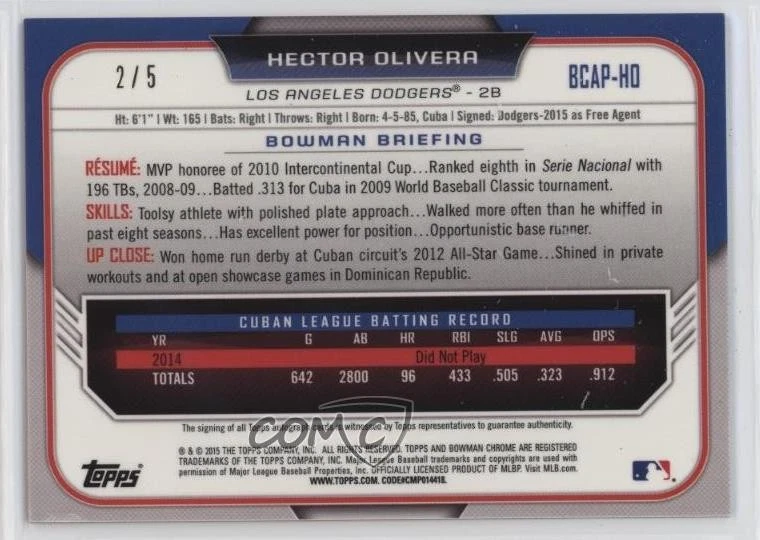 2 / 5
HECTOR OLIVERA
BCAP-HO
LOS ANGELES DODGERS® - 2B
Ht: 6'1" | Wt: 165 | Bats: Right | Throws: Right | Born: 4-5-85, Cuba | Signed: Dodgers-2015 as Free Agent
BOWMAN BRIEFING
RÉSUMÉ: MVP honoree of 2010 Intercontinental Cup...Ranked eighth in Serie Nacional with
196 TBs, 2008-09...Batted .313 for Cuba in 2009 World Baseball Classic tournament.
SKILLS: Toolsy athlete with polished plate approach...Walked more often than he whiffed in
past eight seasons...Has excellent power for position...Opportunistic base runner.
UP CLOSE: Won home run derby at Cuban circuit's 2012 All-Star Game...Shined in private
workouts and at open showcase games in Dominican Republic.
CUBAN LEAGUE BATTING RECORD
YR G AB HR RBI SLG AVG OPS
2014 Did Not Play
TOTALS 642 2800 96 433 .505 .323 .912
The signing of all Topps autograph cards is witnessed by Topps representatives to guarantee authenticity.
COMC
® & © 2015 THE TOPPS COMPANY, INC. ALL RIGHTS RESERVED. TOPPS AND BOWMAN CHROME ARE REGISTERED
TRADEMARKS OF THE TOPPS COMPANY, INC. Major League Baseball trademarks and copyrights are used with
permission of Major League Baseball Properties, Inc. OFFICIALLY LICENSED PRODUCT OF MLBP. Visit MLB.com.
WWW.TOPPS.COM. CODE#CMP014418.
Topps